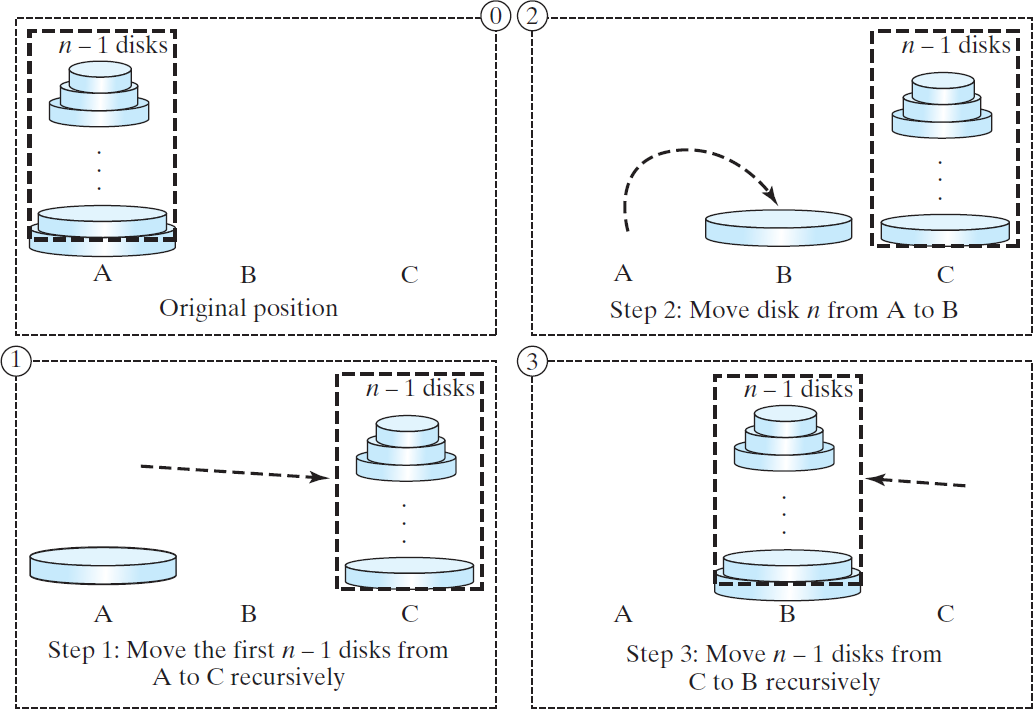 0
n – 1 disks
A B C
Original position
2
n – 1 disks
A B C
Step 2: Move disk n from A to B
1
n – 1 disks
A B C
Step 1: Move the first n – 1 disks from
A to C recursively
3
n – 1 disks
A B C
Step 3: Move n – 1 disks from
C to B recursively